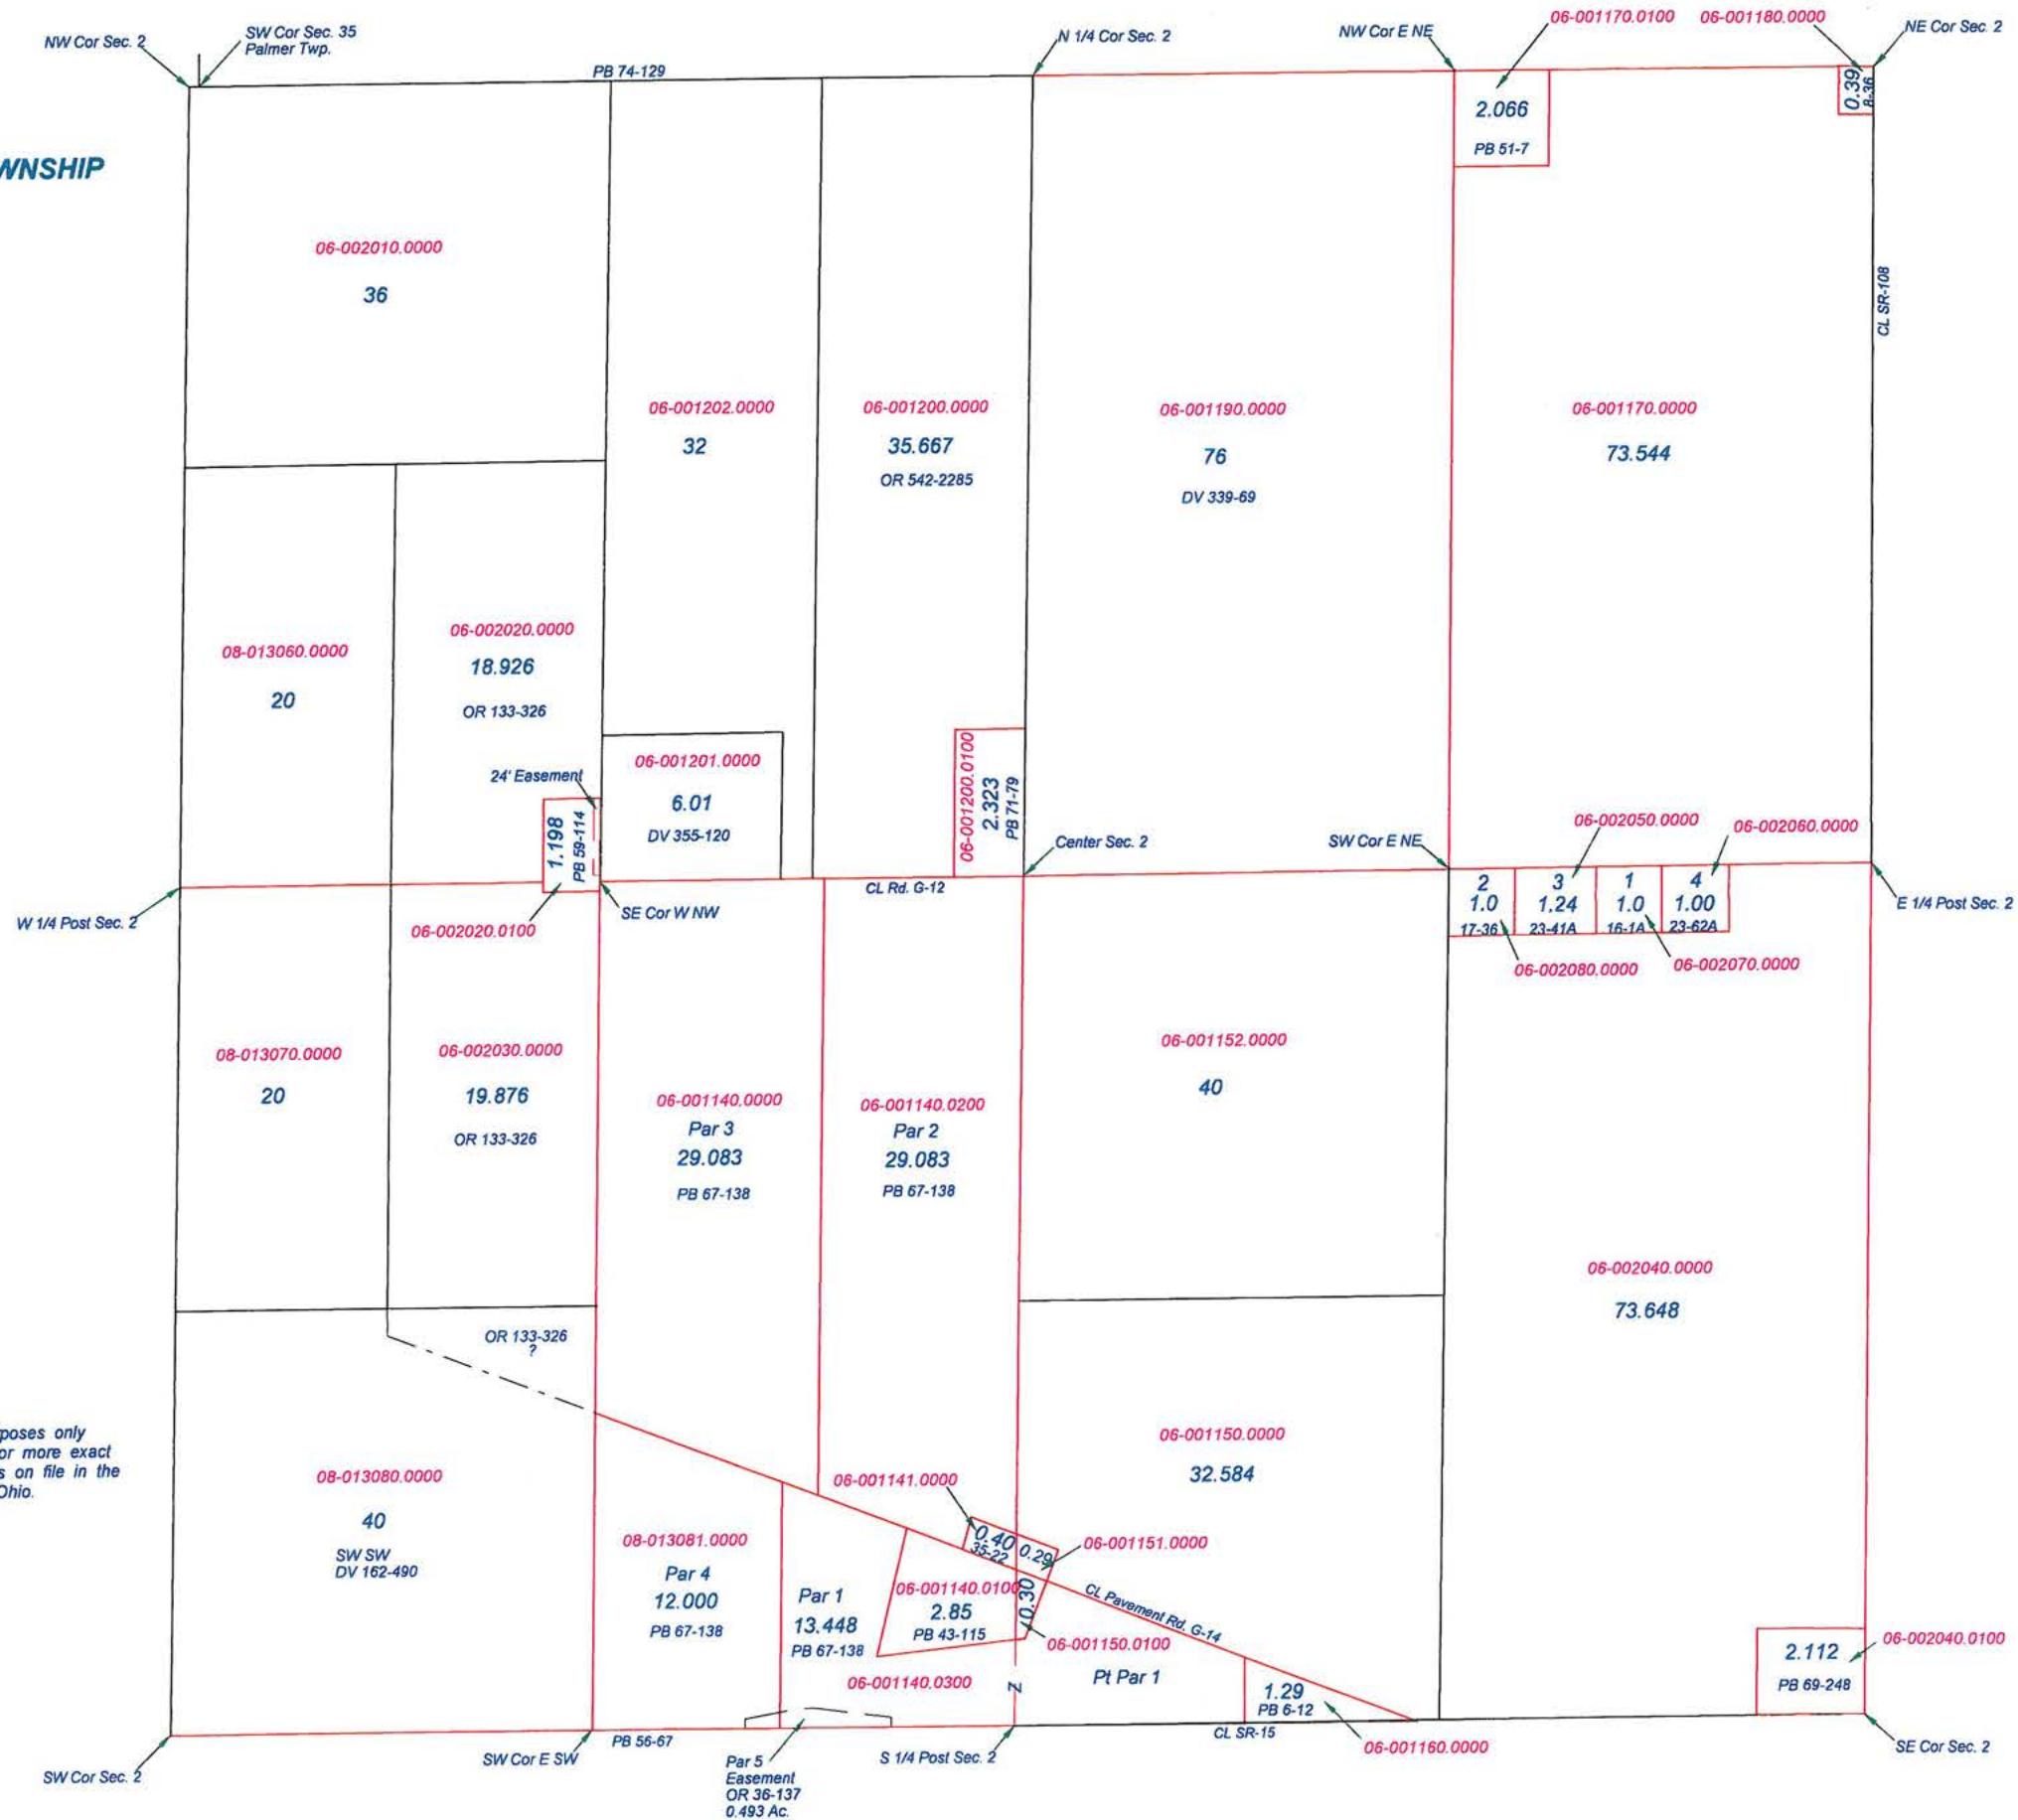 NW Cor Sec. 2
SW Cor Sec. 35
Palmer Twp.
PB 74-129
N 1/4 Cor Sec. 2
NW Cor E NE
06-001170.0100
06-001180.0000
NE Cor Sec. 2
WNSHIP
2.066
PB 51-7
0.39
8-36
06-002010.0000
36
CL SR-108
06-001202.0000
32
06-001200.0000
35.667
OR 542-2285
06-001190.0000
76
DV 339-69
06-001170.0000
73.544
08-013060.0000
20
06-002020.0000
18.926
OR 133-326
24' Easement
1.198
PB 59-114
06-001201.0000
6.01
DV 355-120
06-001200.0100
2.323
PB 71-79
Center Sec. 2
SW Cor E NE
06-002050.0000
06-002060.0000
W 1/4 Post Sec. 2
06-002020.0100
SE Cor W NW
CL Rd. G-12
2
1.0
17-36
3
1.24
23-41A
1
1.0
16-1A
4
1.00
23-62A
E 1/4 Post Sec. 2
06-002080.0000
06-002070.0000
08-013070.0000
20
06-002030.0000
19.876
OR 133-326
06-001140.0000
Par 3
29.083
PB 67-138
06-001140.0200
Par 2
29.083
PB 67-138
06-001152.0000
40
06-002040.0000
73.648
OR 133-326
?
poses only
or more exact
s on file in the
Ohio.
08-013080.0000
40
SW SW
DV 162-490
08-013081.0000
Par 4
12.000
PB 67-138
Par 1
13.448
PB 67-138
06-001141.0000
0.40
35-22
0.29
06-001151.0000
06-001150.0000
32.584
06-001140.0100
2.85
PB 43-115
0.30
06-001150.0100
CL Pavement Rd. G-14
06-001140.0300
Z
Pt Par 1
1.29
PB 6-12
2.112
PB 69-248
06-002040.0100
SW Cor Sec. 2
SW Cor E SW
PB 56-67
Par 5
Easement
OR 36-137
0.493 Ac.
S 1/4 Post Sec. 2
CL SR-15
06-001160.0000
SE Cor Sec. 2